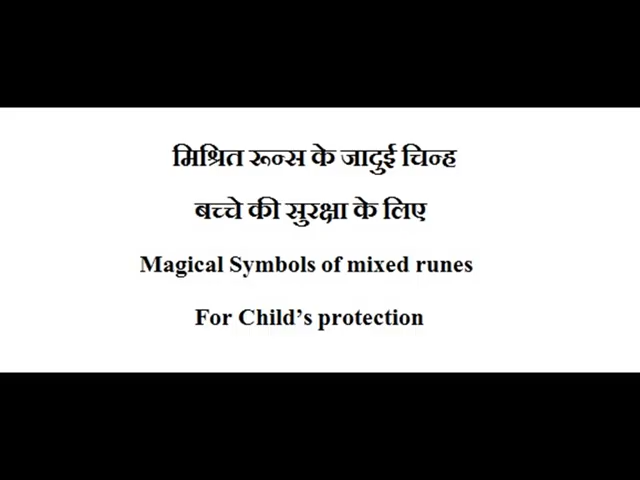 मिश्रित रून्स के जादुई चिन्ह
बच्चे की सुरक्षा के लिए
Magical Symbols of mixed runes
For Child’s protection